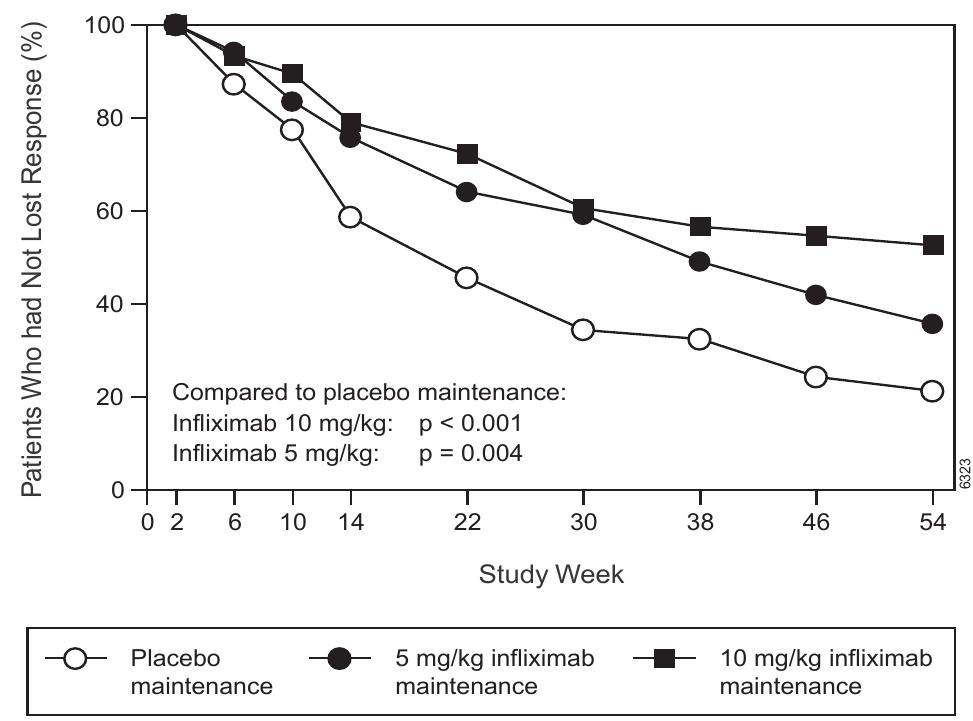 Patients Who had Not Lost Response (%)
100
80
60
40
20
0
Compared to placebo maintenance:
Infliximab 10 mg/kg: p < 0.001
Infliximab 5 mg/kg: p = 0.004
6323
0 2 6 10 14 22 30 38 46 54
Study Week
Placebo
maintenance
5 mg/kg infliximab
maintenance
10 mg/kg infliximab
maintenance